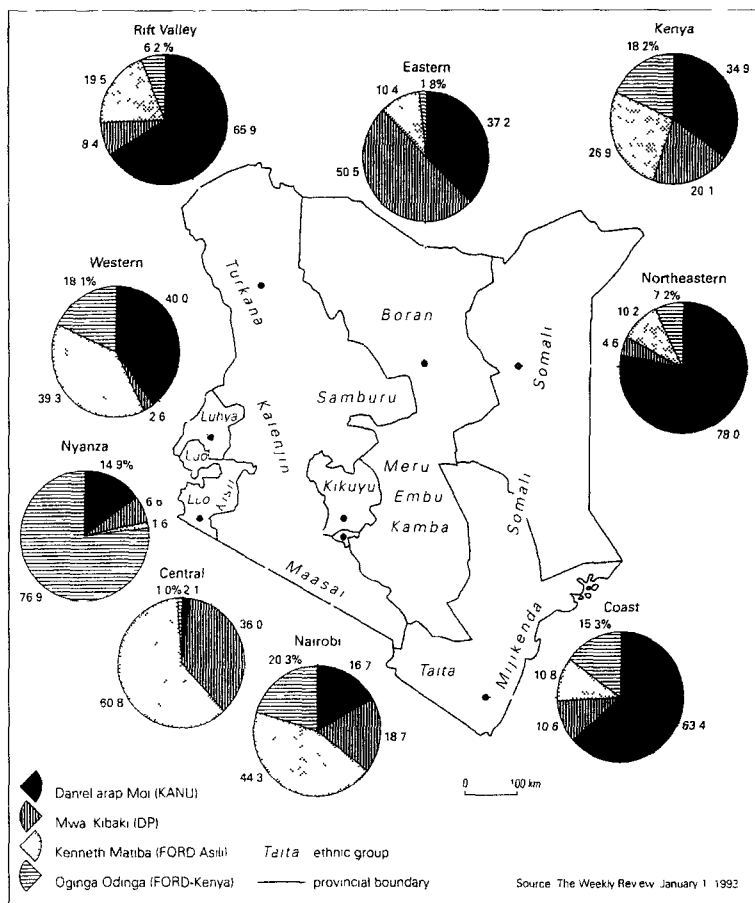 Rift Valley
6 2%
19 5
8 4
65 9
Eastern
1 8%
10 4
37 2
50 5
Kenya
18 2%
34 9
26 9
20 1
Western
18 1%
40 0
39 3
2 6
Northeastern
7 2%
10 2
4 6
78 0
Nyanza
14 9%
6 6
1 6
76 9
Central
1 0%
2 1
36 0
60 8
Nairobi
20 3%
16 7
18 7
44 3
Coast
15 3%
10 8
10 6
63 4
Turkana
Boran
Somali
Samburu
Kalenjin
Luhya
Luo
Luo
Kisii
Kikuyu
Meru
Embu
Kamba
Somali
Maasai
Taita
Mijikenda
0 100 km
Daniel arap Moi (KANU)
Mwa Kibaki (DP)
Kenneth Matiba (FORD Asili)
Oginga Odinga (FORD-Kenya)
Taita ethnic group
provincial boundary
Source The Weekly Review January 1 1993